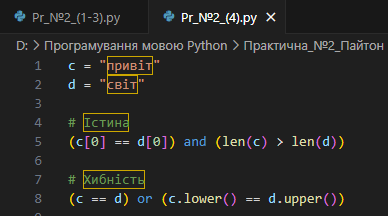 Pr_№2_(1-3).py Pr_№2_(4).py ×
D: > Програмування мовою Python > Практична_№2_Пайтон
1 c = "привіт"
2 d = "світ"
3
4 # Істина
5 (c[0] == d[0]) and (len(c) > len(d))
6
7 # Хибність
8 (c == d) or (c.lower() == d.upper())